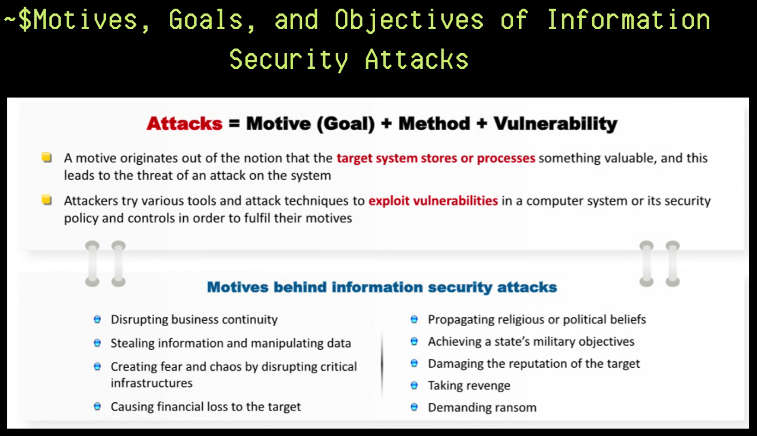 ~$Motives, Goals, and Objectives of Information
Security Attacks
Attacks = Motive (Goal) + Method + Vulnerability
A motive originates out of the notion that the target system stores or processes something valuable, and this
leads to the threat of an attack on the system
Attackers try various tools and attack techniques to exploit vulnerabilities in a computer system or its security
policy and controls in order to fulfil their motives
Motives behind information security attacks
Disrupting business continuity
Stealing information and manipulating data
Creating fear and chaos by disrupting critical
infrastructures
Causing financial loss to the target
Propagating religious or political beliefs
Achieving a state's military objectives
Damaging the reputation of the target
Taking revenge
Demanding ransom